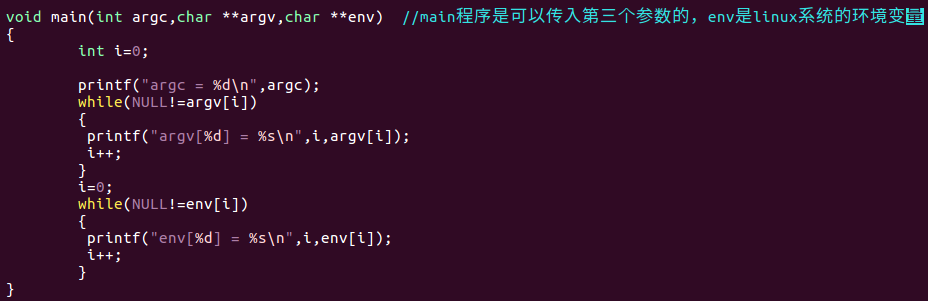 void main(int argc,char **argv,char **env)  //main程序是可以传入第三个参数的，env是linux系统的环境变量
{
        int i=0;

        printf("argc = %d\n",argc);
        while(NULL!=argv[i])
        {
         printf("argv[%d] = %s\n",i,argv[i]);
         i++;
        }
        i=0;
        while(NULL!=env[i])
        {
         printf("env[%d] = %s\n",i,env[i]);
         i++;
        }
}